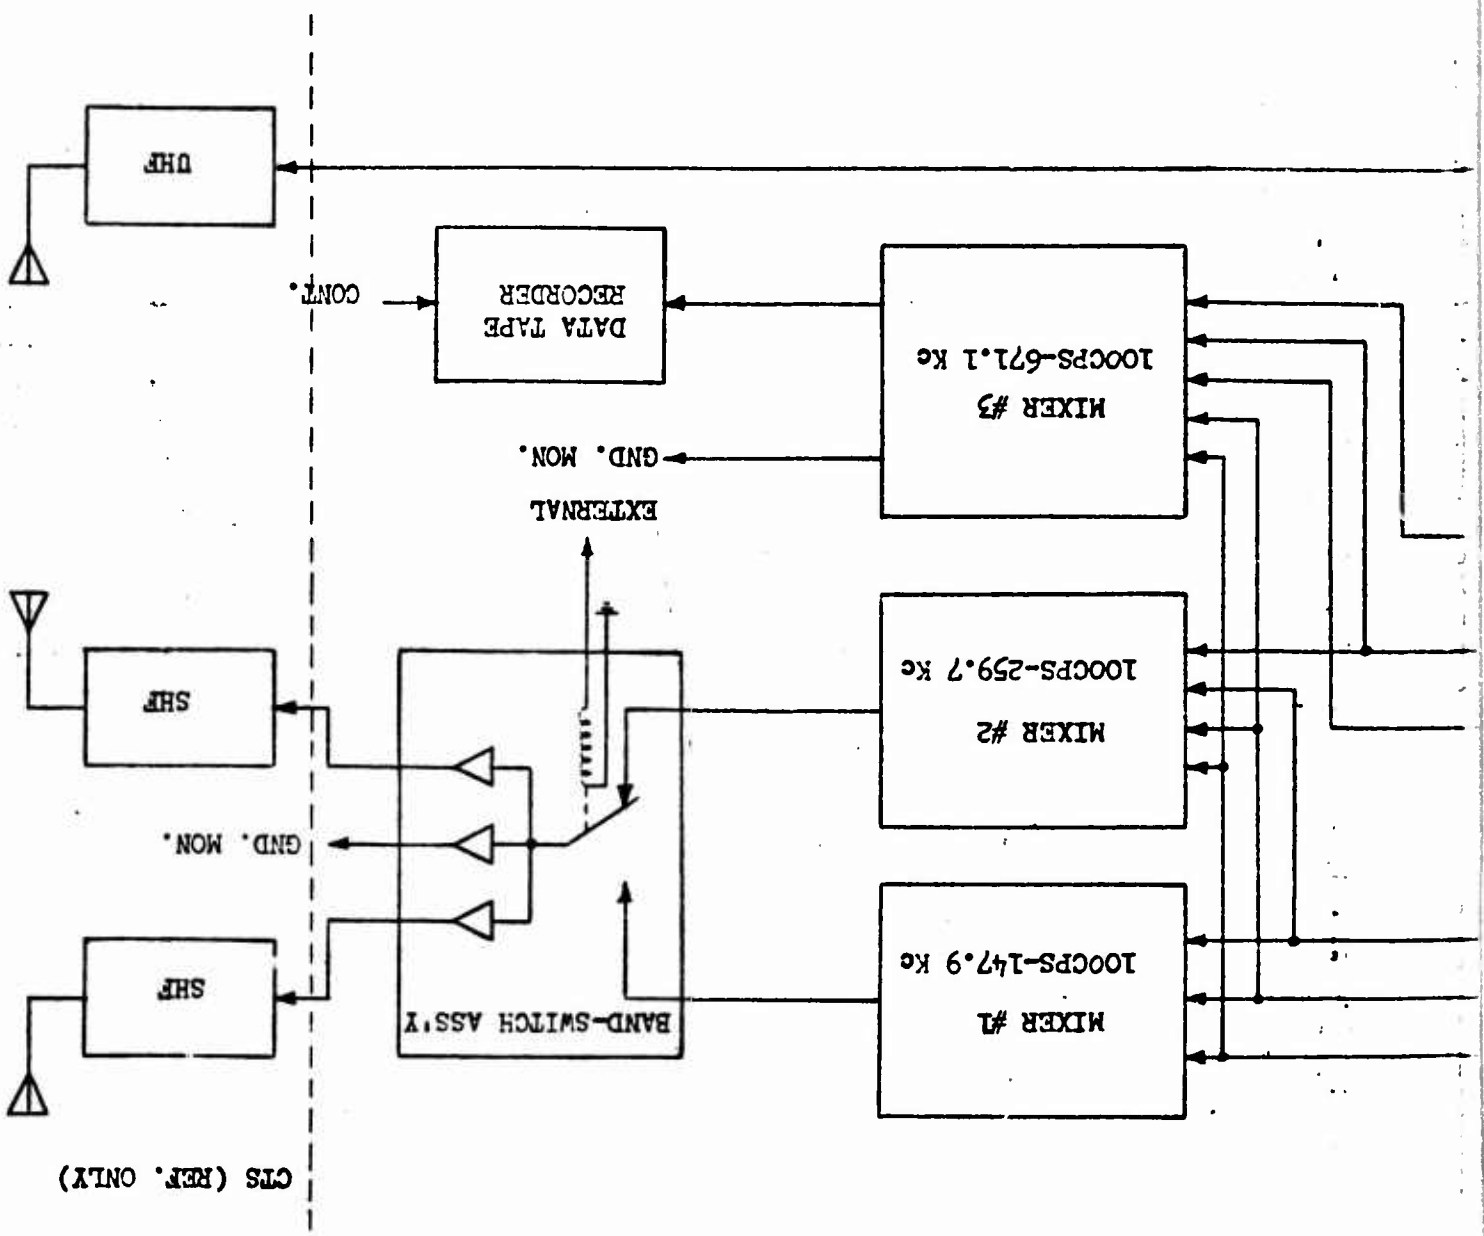 CTS (REF. ONLY)
MIXER #1
100CPS-147.9 Kc
BAND-SWITCH ASS'Y
SHF
GND. MON.
MIXER #2
100CPS-259.7 Kc
SHF
EXTERNAL
GND. MON.
MIXER #3
100CPS-671.1 Kc
DATA TAPE
RECORDER
CONT.
UHF